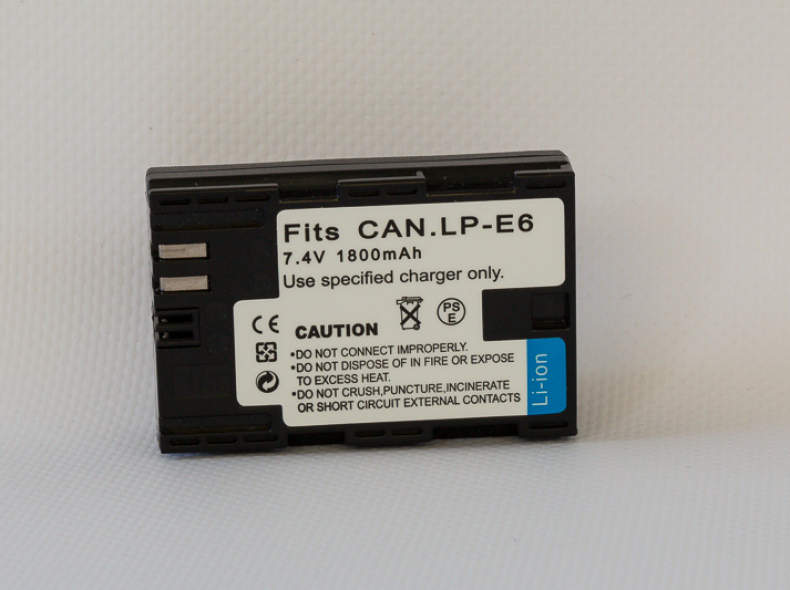 Fits CAN.LP-E6
7.4V 1800mAh
Use specified charger only.
CE
PS
E
CAUTION
•DO NOT CONNECT IMPROPERLY.
•DO NOT DISPOSE OF IN FIRE OR EXPOSE
TO EXCESS HEAT.
•DO NOT CRUSH,PUNCTURE,INCINERATE
OR SHORT CIRCUIT EXTERNAL CONTACTS
Li-ion